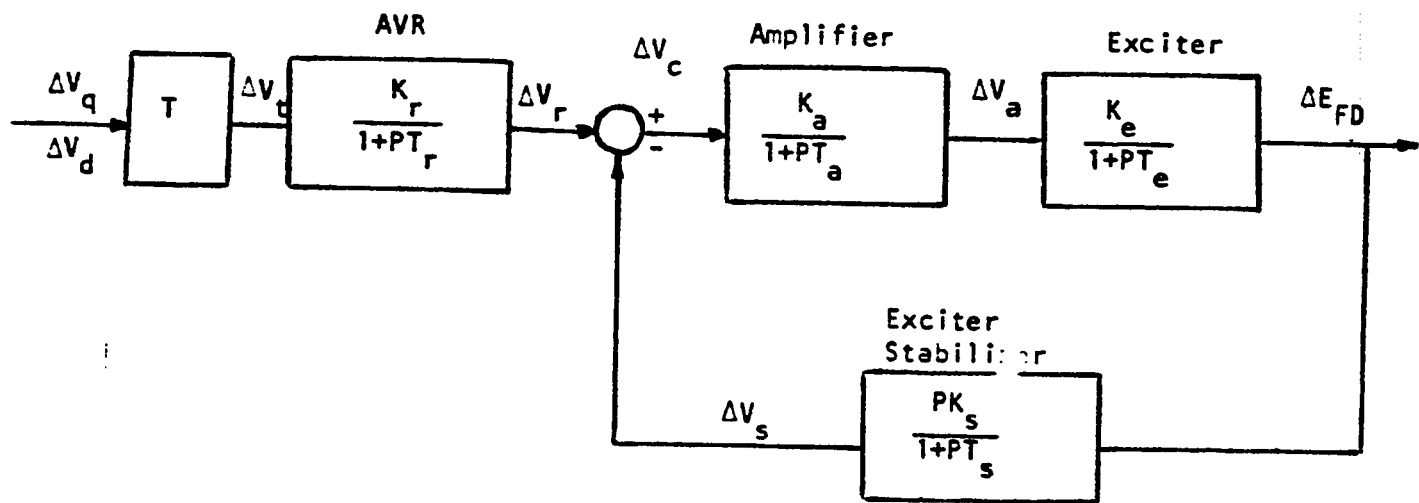 AVR
Amplifier
Exciter
ΔV_c
ΔV_q
ΔV_d
T
ΔV_t
K_r
1+PT_r
ΔV_r
+
-
K_a
1+PT_a
ΔV_a
K_e
1+PT_e
ΔE_FD
Exciter
ΔV_s
PK_s
1+PT_s